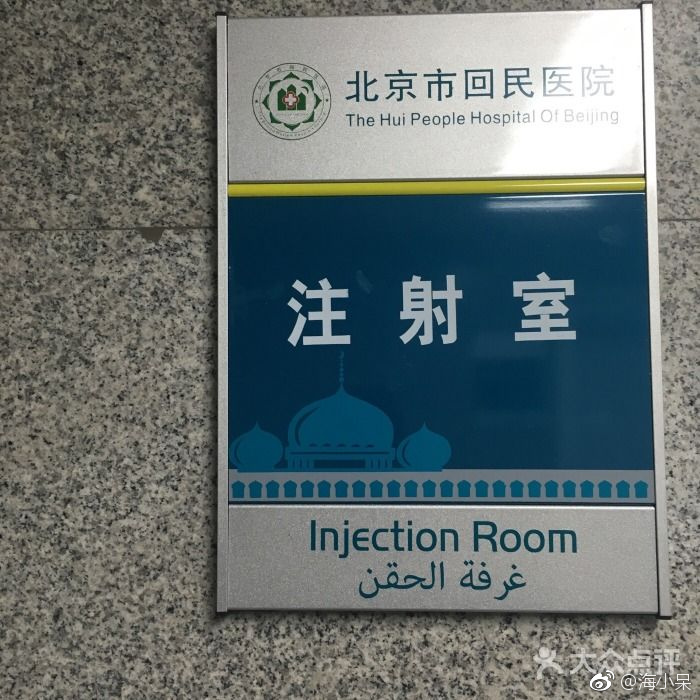 北京市回民医院
The Hui People Hospital Of Beijing
注射室
Injection Room
غرفة الحقن
大众点评
@海小呆